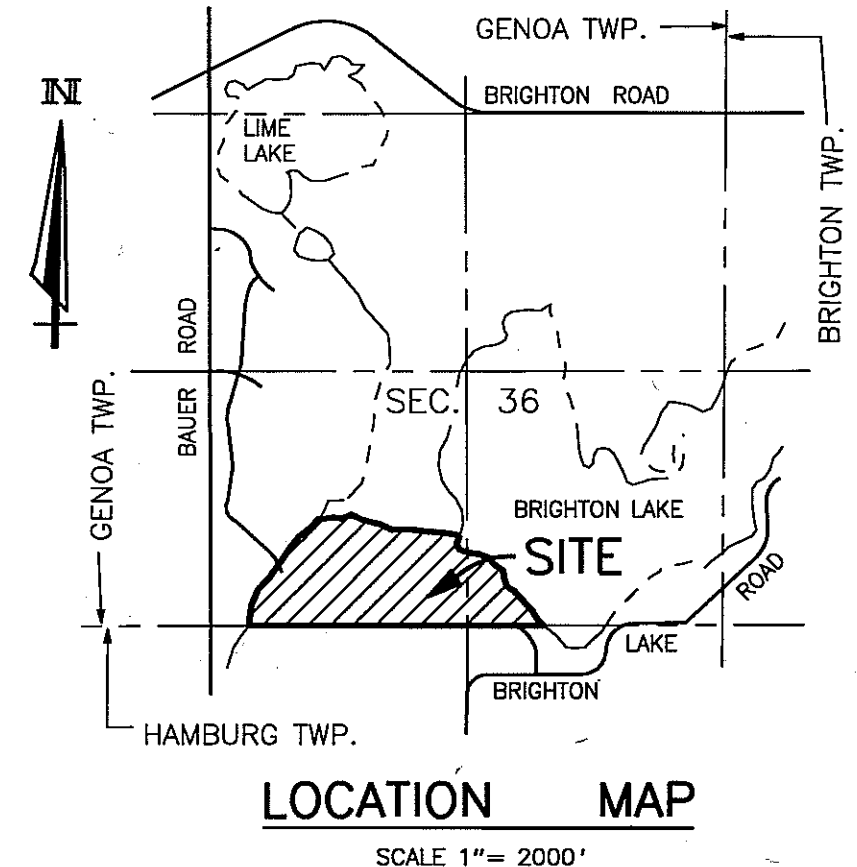 GENOA TWP.
N
BRIGHTON ROAD
LIME
LAKE
BRIGHTON TWP.
BAUER ROAD
SEC. 36
GENOA TWP.
BRIGHTON LAKE
SITE
ROAD
LAKE
BRIGHTON
HAMBURG TWP.
LOCATION MAP
SCALE 1"= 2000'